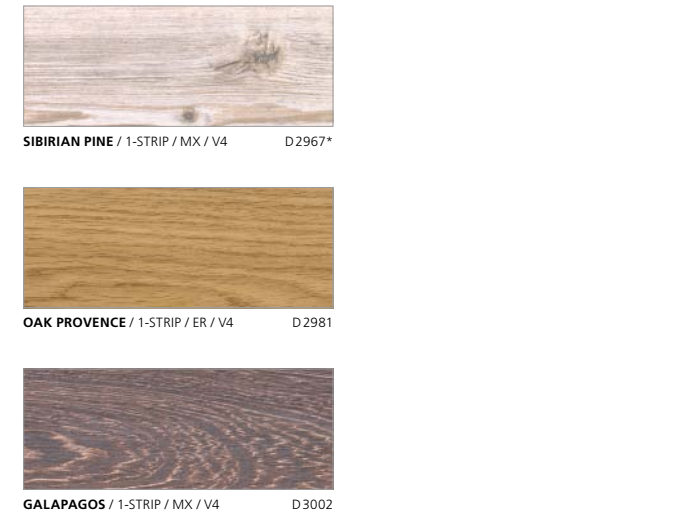 SIBIRIAN PINE / 1-STRIP / MX / V4 D2967*
OAK PROVENCE / 1-STRIP / ER / V4 D2981
GALAPAGOS / 1-STRIP / MX / V4 D3002